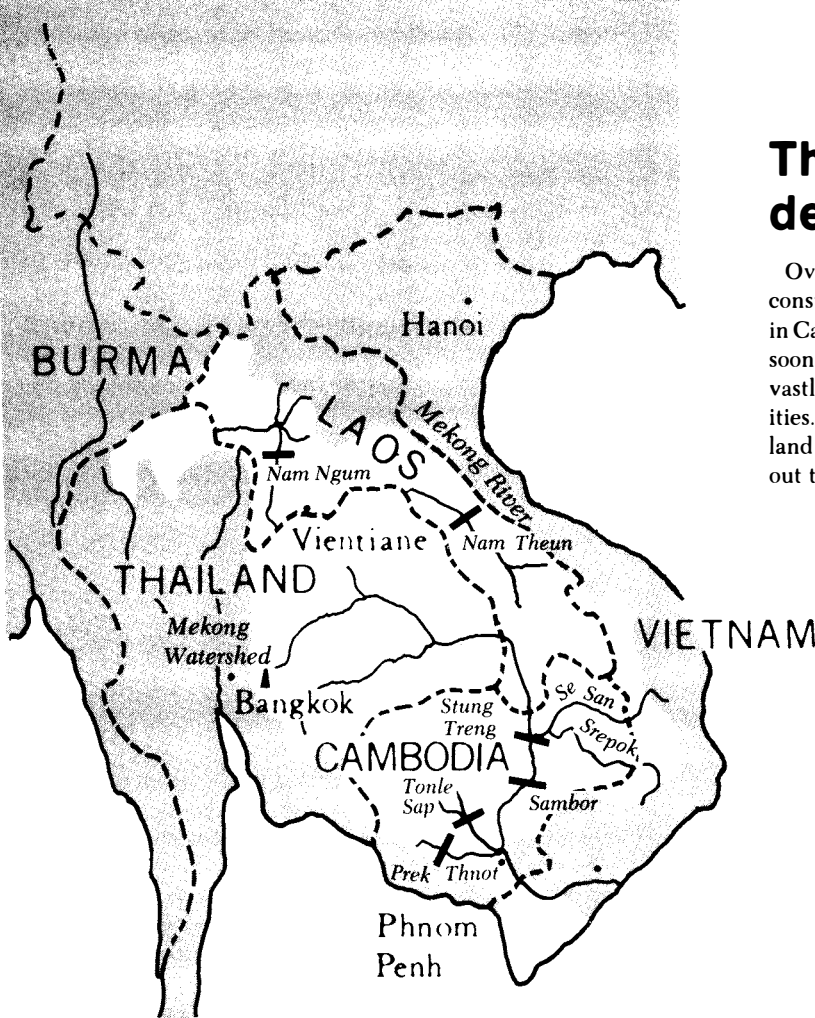 Hanoi
BURMA
LAOS
Mekong River
Nam Ngum
Vientiane
Nam Theun
THAILAND
Mekong
Watershed
VIETNAM
Bangkok
Se San
Stung
Treng
Srepok
CAMBODIA
Tonle
Sap
Sambor
Prek Thnot
Phnom
Penh
Th
de
Ov
cons
in Ca
soon
vastl
ities.
land
out t